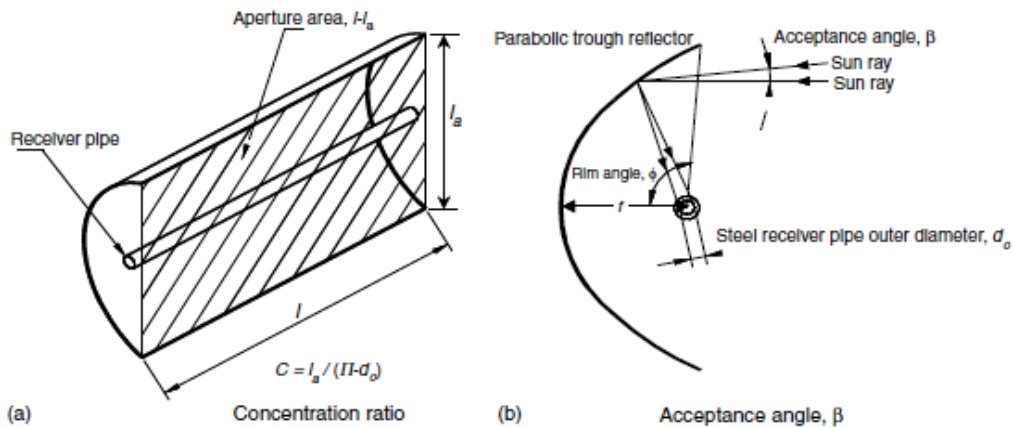 Aperture area, l-lₐ
Receiver pipe
lₐ
l
C = lₐ / (Π-dₒ)
(a)
Concentration ratio
Parabolic trough reflector
Acceptance angle, β
Sun ray
Sun ray
l
Rim angle, ϕ
f
Steel receiver pipe outer diameter, dₒ
(b)
Acceptance angle, β